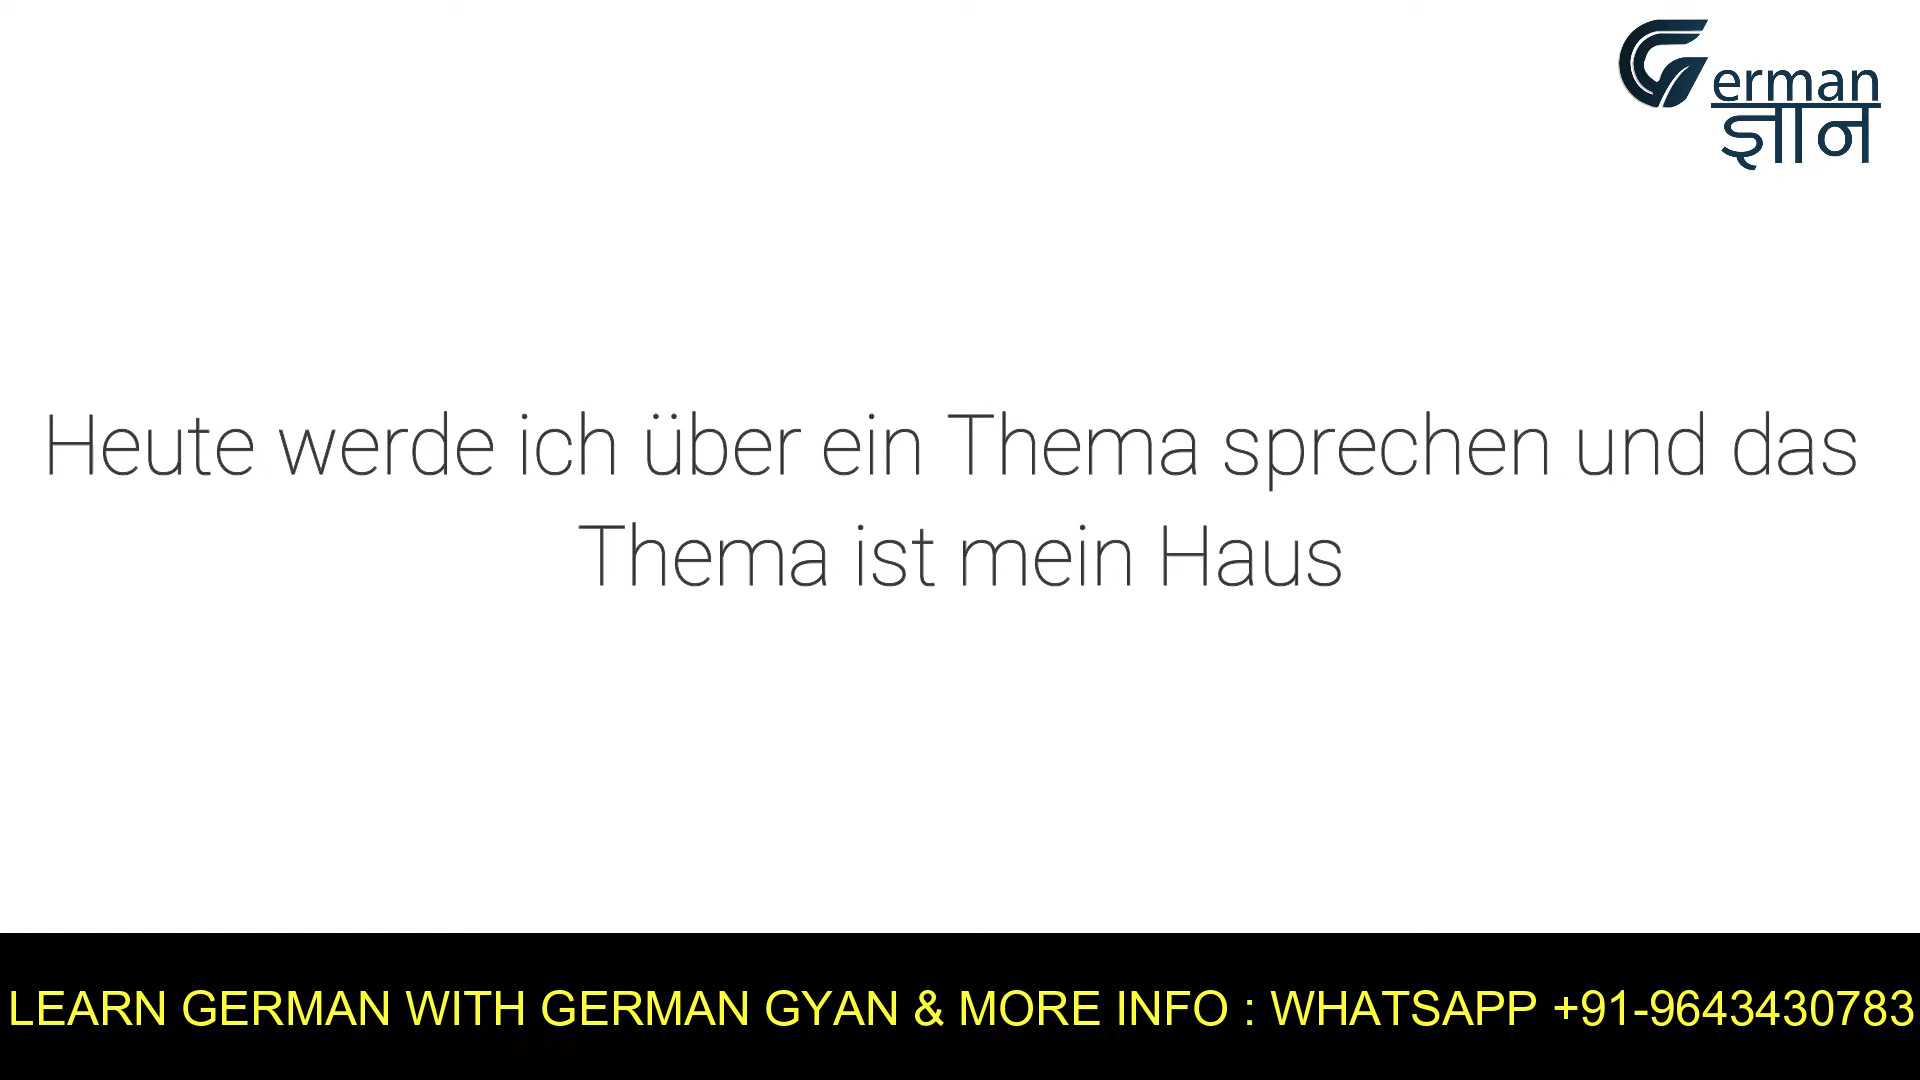 German
ज्ञान
Heute werde ich über ein Thema sprechen und das
Thema ist mein Haus
LEARN GERMAN WITH GERMAN GYAN & MORE INFO : WHATSAPP +91-9643430783